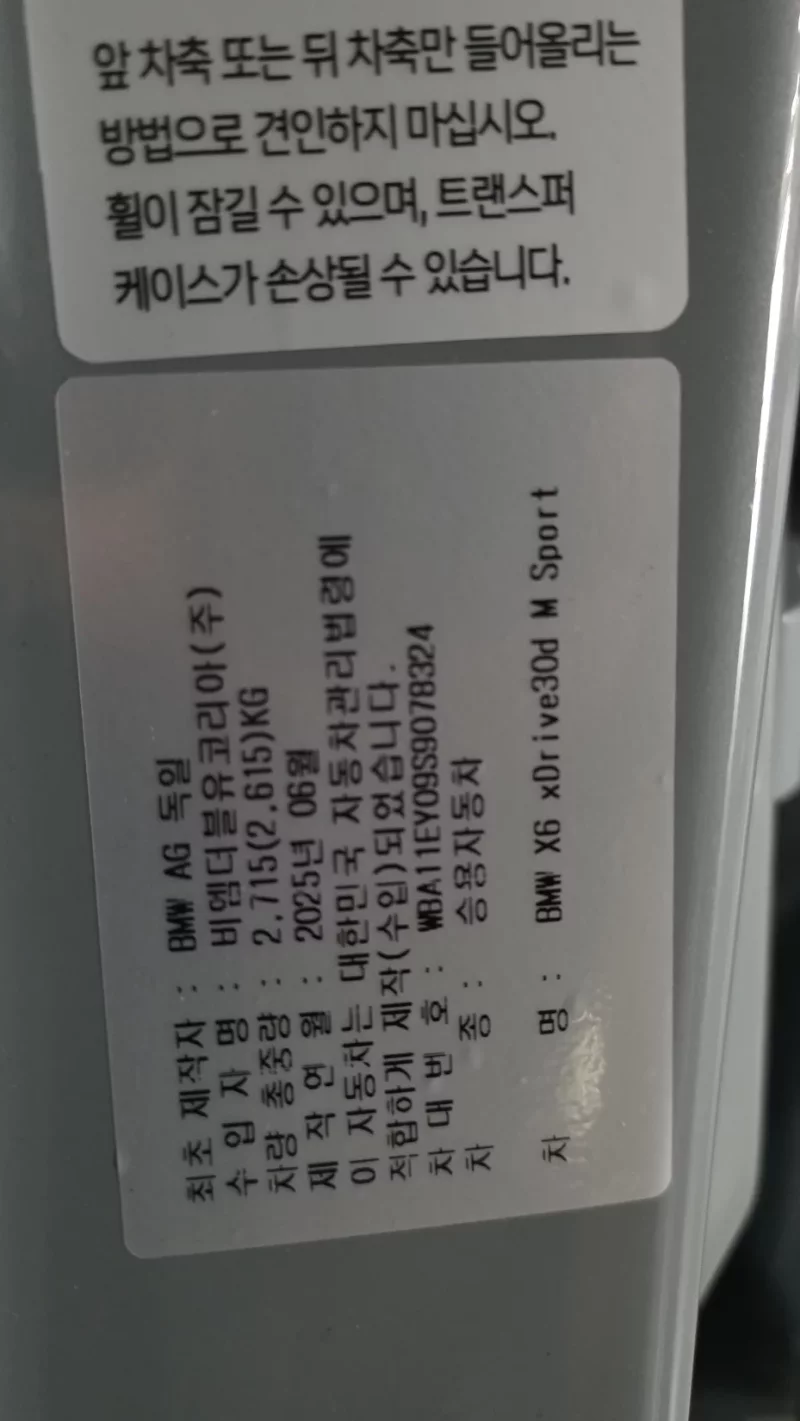 앞 차축 또는 뒤 차축만 들어올리는
방법으로 견인하지 마십시오.
휠이 잠길 수 있으며, 트랜스퍼
케이스가 손상될 수 있습니다.
최초 제작자 : BMW AG 독일
수 입 자 명 : 비엠더블유코리아(주)
차량 총중량 : 2,715(2,615)KG
제 작 연 월 : 2025년 06월
이 자동차는 대한민국 자동차관리법령에
적합하게 제작(수입)되었습니다.
차 대 번 호 : WBA11EY09S9078324
차 종 : 승용자동차
차 명 : BMW X6 xDrive30d M Sport